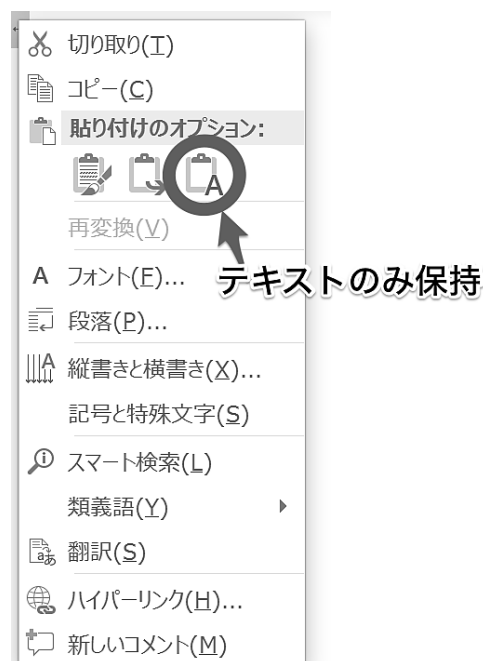 切り取り(T)
コピー(C)
貼り付けのオプション:
A
再変換(V)
テキストのみ保持
A フォント(F)...
段落(P)...
A 縦書きと横書き(X)...
記号と特殊文字(S)
スマート検索(L)
類義語(Y)
aあ 翻訳(S)
ハイパーリンク(H)...
新しいコメント(M)